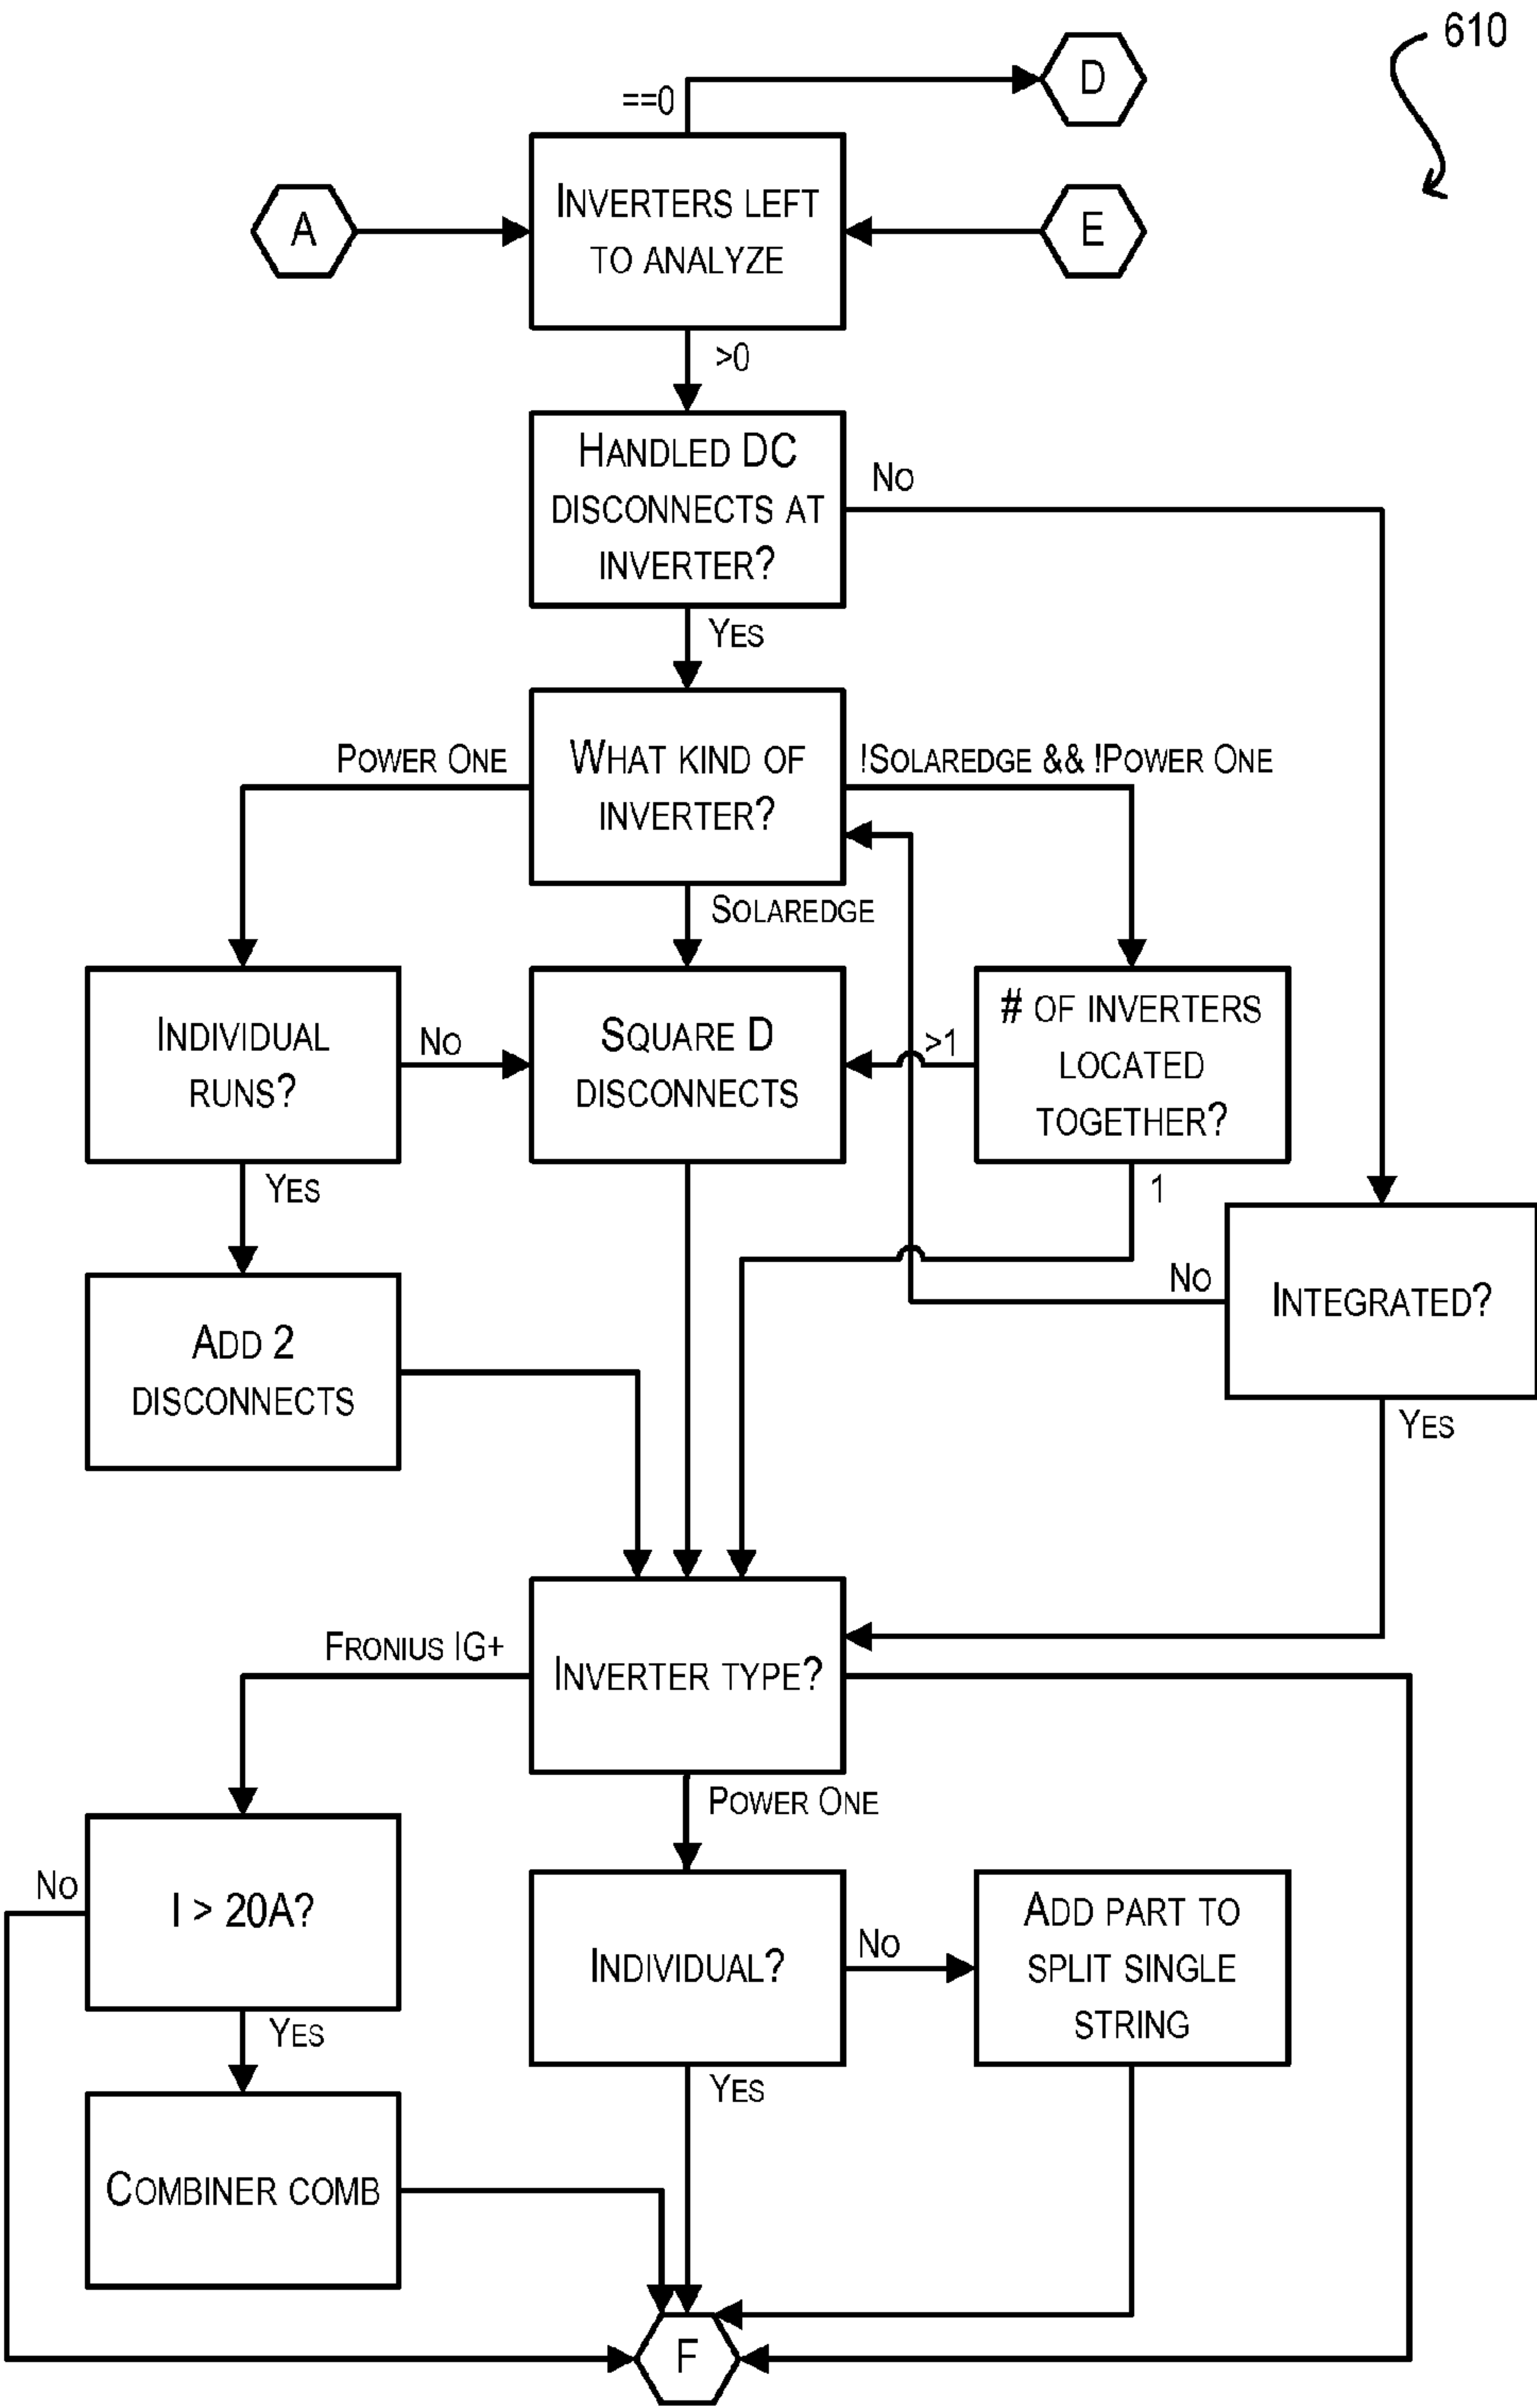 610
D
==0
INVERTERS LEFT
TO ANALYZE
A
E
>0
HANDLED DC
DISCONNECTS AT
INVERTER?
NO
YES
POWER ONE
WHAT KIND OF
INVERTER?
!SOLAREDGE && !POWER ONE
SOLAREDGE
INDIVIDUAL
RUNS?
NO
SQUARE D
DISCONNECTS
>1
# OF INVERTERS
LOCATED
TOGETHER?
YES
1
ADD 2
DISCONNECTS
NO
INTEGRATED?
YES
FRONIUS IG+
INVERTER TYPE?
POWER ONE
NO
I > 20A?
INDIVIDUAL?
NO
ADD PART TO
SPLIT SINGLE
STRING
YES
YES
COMBINER COMB
F